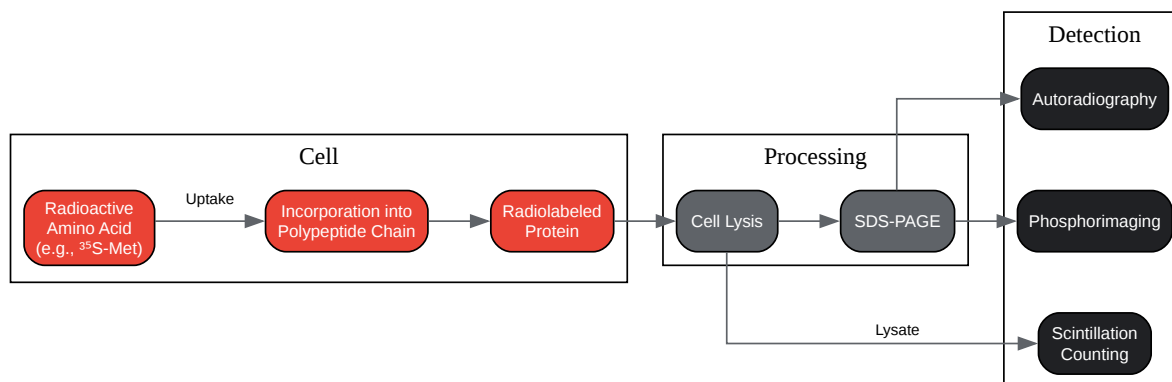 Cell
Radioactive
Amino Acid
(e.g., ³⁵S-Met)
Uptake
Incorporation into
Polypeptide Chain
Radiolabeled
Protein
Processing
Cell Lysis
SDS-PAGE
Lysate
Detection
Autoradiography
Phosphorimaging
Scintillation
Counting